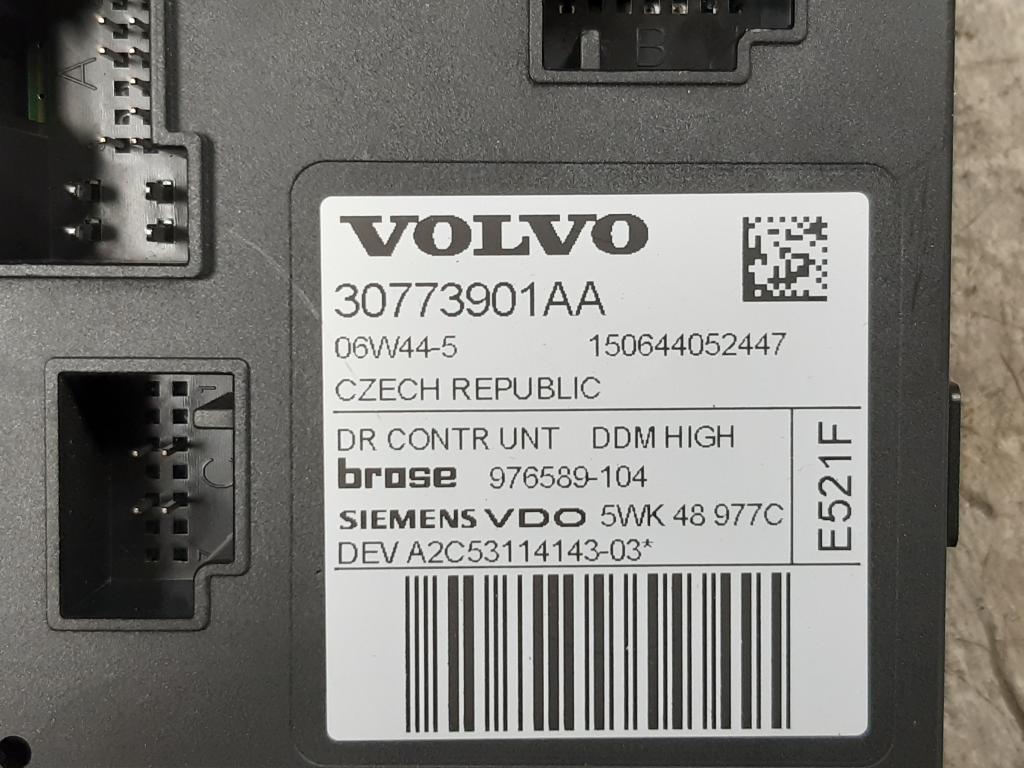 A
B
VOLVO
30773901AA
06W44-5 150644052447
CZECH REPUBLIC
DR CONTR UNT DDM HIGH
brose 976589-104
SIEMENS VDO 5WK 48 977C
DEV A2C53114143-03*
E521F
1
C